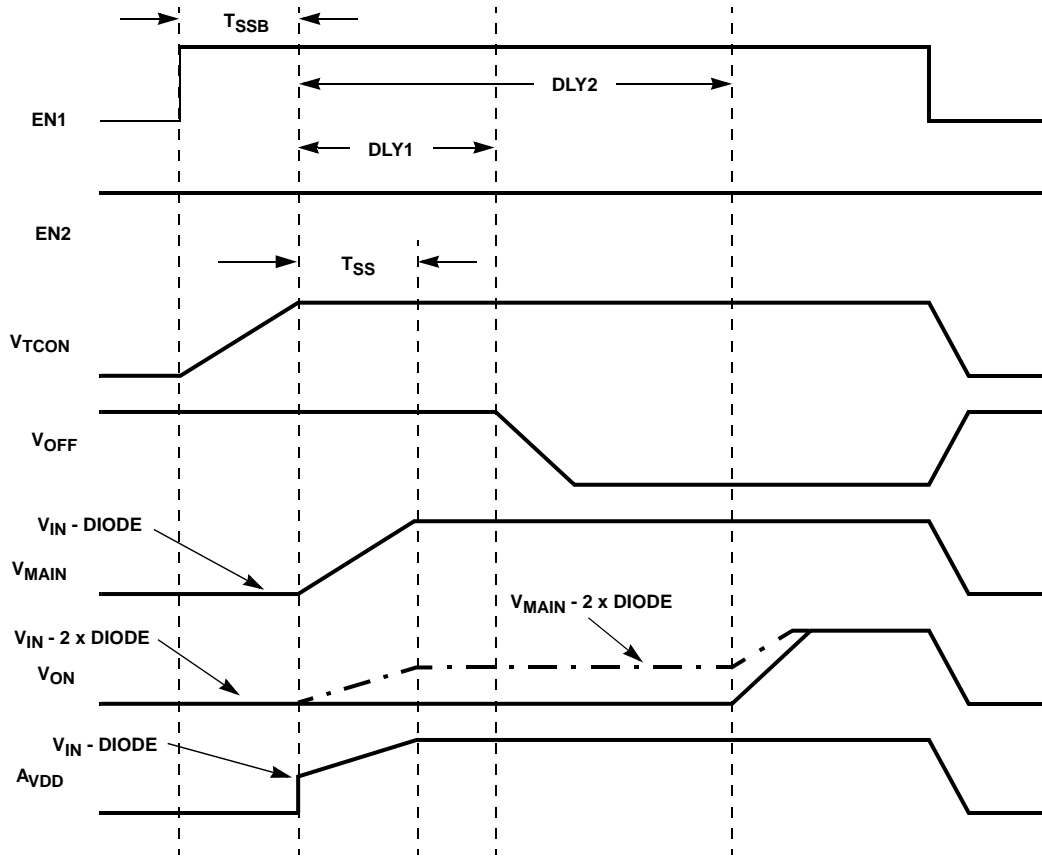 TSSB
DLY2
EN1
DLY1
EN2
TSS
VTCON
VOFF
VIN - DIODE
VMAIN
VMAIN - 2 x DIODE
VIN - 2 x DIODE
VON
VIN - DIODE
AVDD